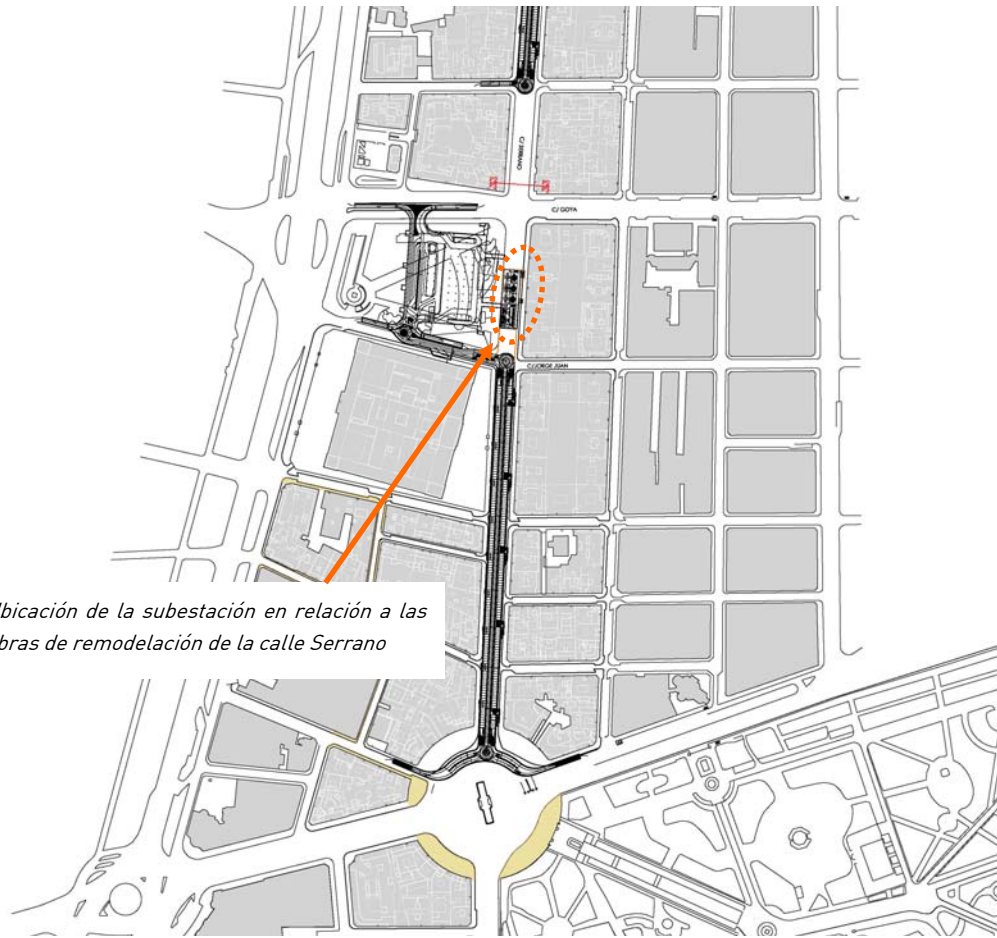 C/ SERRANO
C/ GOYA
C/JORGE JUAN
bicación de la subestación en relación a las
bras de remodelación de la calle Serrano